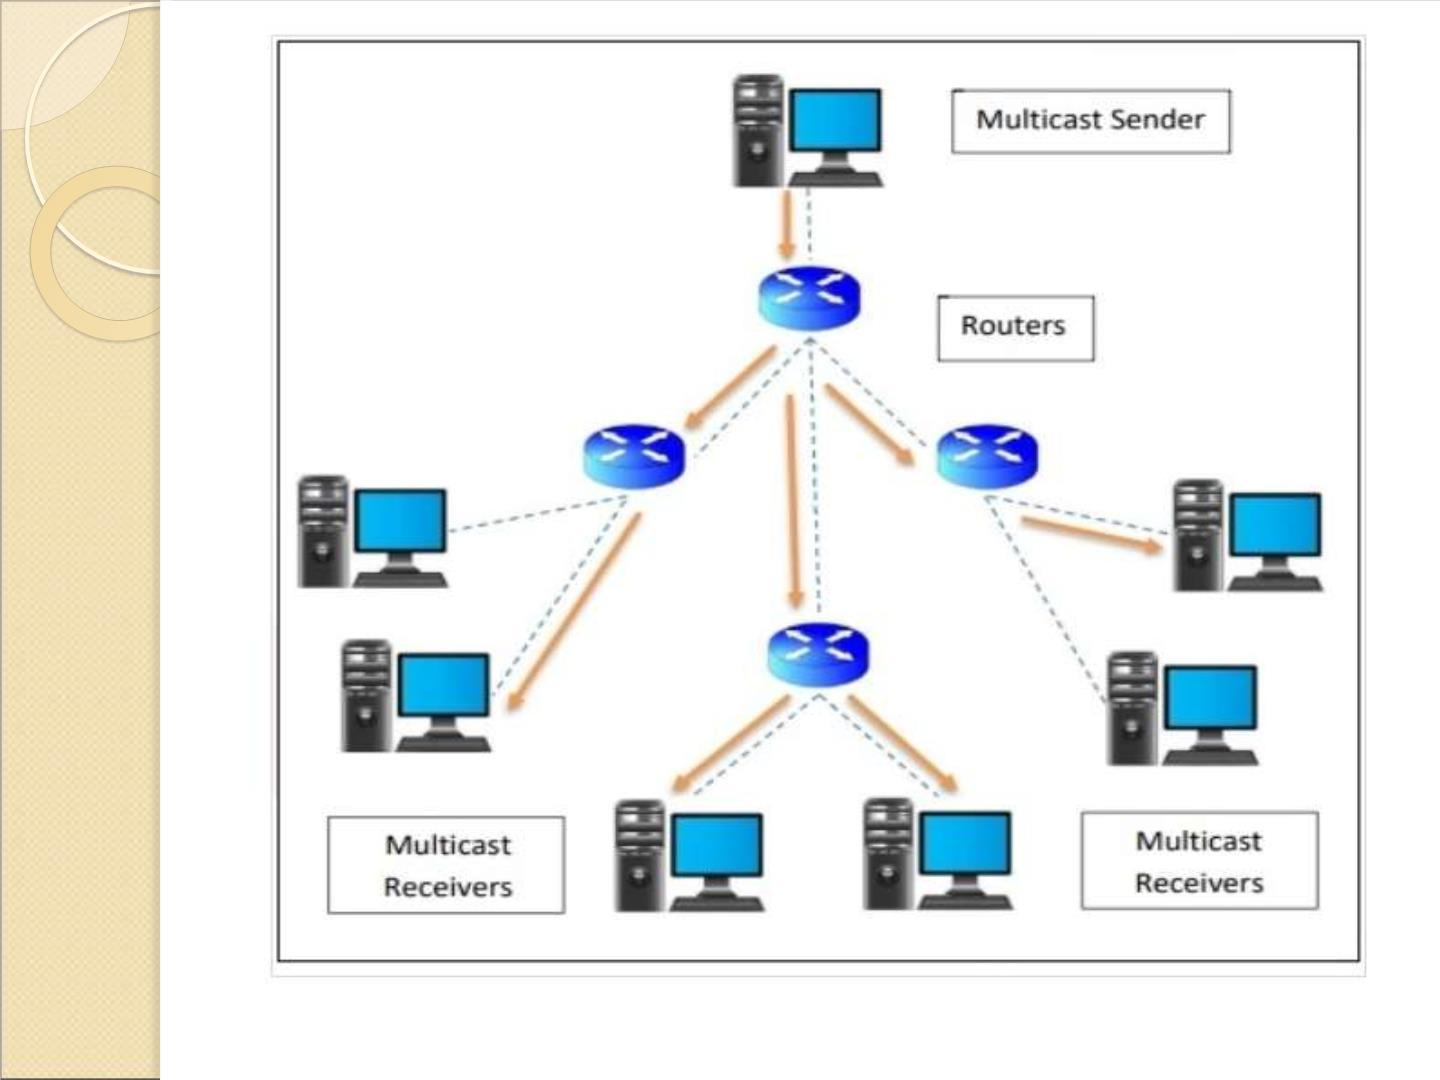 Multicast Sender
Routers
Multicast
Receivers
Multicast
Receivers